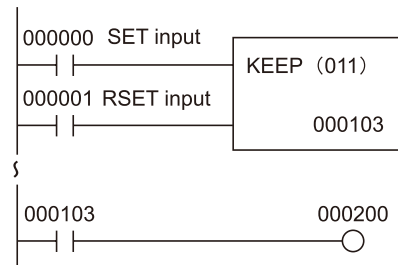 000000 SET input
KEEP (011)
000001 RSET input
000103
000103
000200